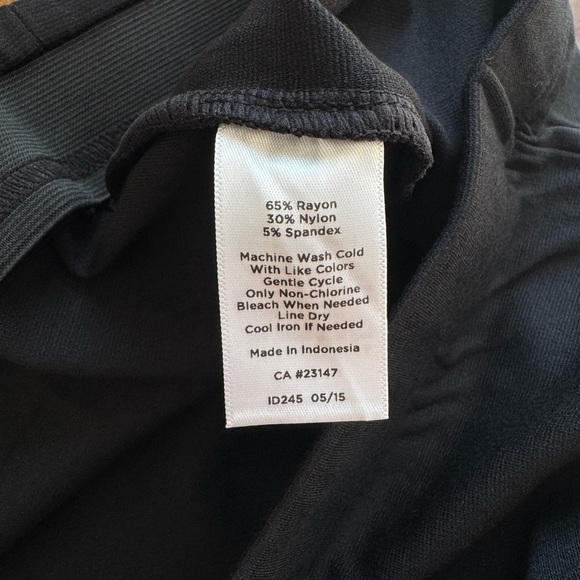 65% Rayon
30% Nylon
5% Spandex
Machine Wash Cold
With Like Colors
Gentle Cycle
Only Non-Chlorine
Bleach When Needed
Line Dry
Cool Iron If Needed
Made In Indonesia
CA #23147
ID245 05/15